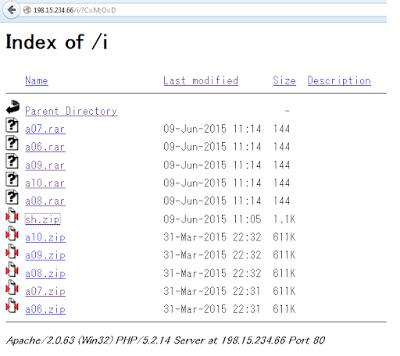 198.15.234.66/i/?C=M;O=D
Index of /i
Name Last modified Size Description
Parent Directory -
a07.rar 09-Jun-2015 11:14 144
a06.rar 09-Jun-2015 11:14 144
a09.rar 09-Jun-2015 11:14 144
a10.rar 09-Jun-2015 11:14 144
a08.rar 09-Jun-2015 11:14 144
sh.zip 09-Jun-2015 11:05 1.1K
a10.zip 31-Mar-2015 22:32 611K
a09.zip 31-Mar-2015 22:32 611K
a08.zip 31-Mar-2015 22:32 611K
a07.zip 31-Mar-2015 22:31 611K
a06.zip 31-Mar-2015 22:31 611K
Apache/2.0.63 (Win32) PHP/5.2.14 Server at 198.15.234.66 Port 80